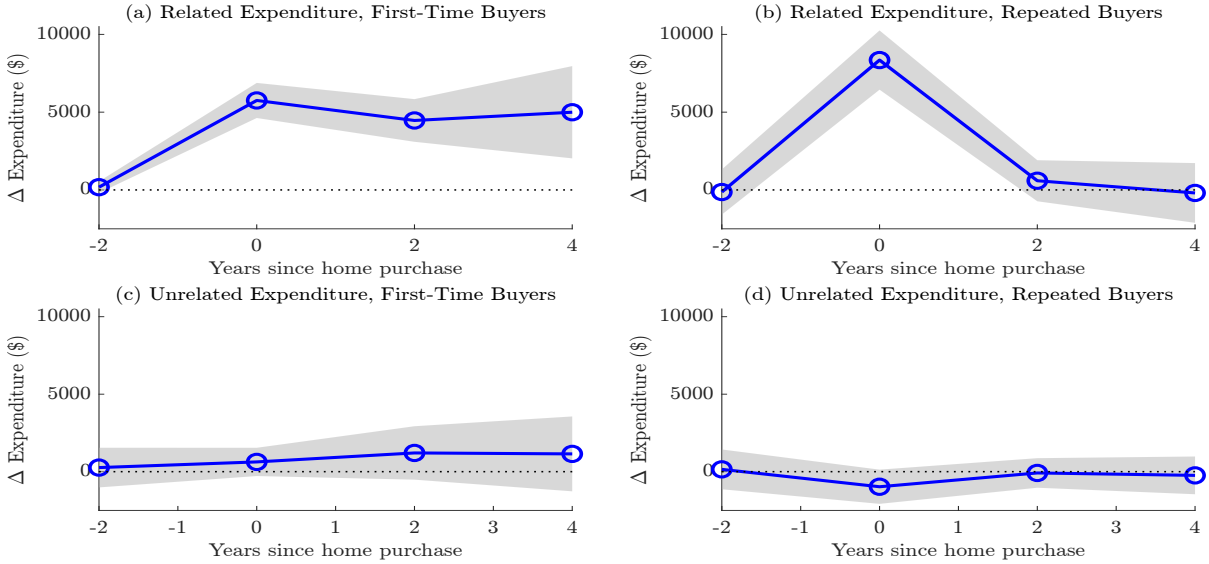 (a) Related Expenditure, First-Time Buyers
10000
5000
0
Δ Expenditure ($)
-2 0 2 4
Years since home purchase
(b) Related Expenditure, Repeated Buyers
10000
5000
0
Δ Expenditure ($)
-2 0 2 4
Years since home purchase
(c) Unrelated Expenditure, First-Time Buyers
10000
5000
0
Δ Expenditure ($)
-2 -1 0 1 2 3 4
Years since home purchase
(d) Unrelated Expenditure, Repeated Buyers
10000
5000
0
Δ Expenditure ($)
-2 -1 0 1 2 3 4
Years since home purchase